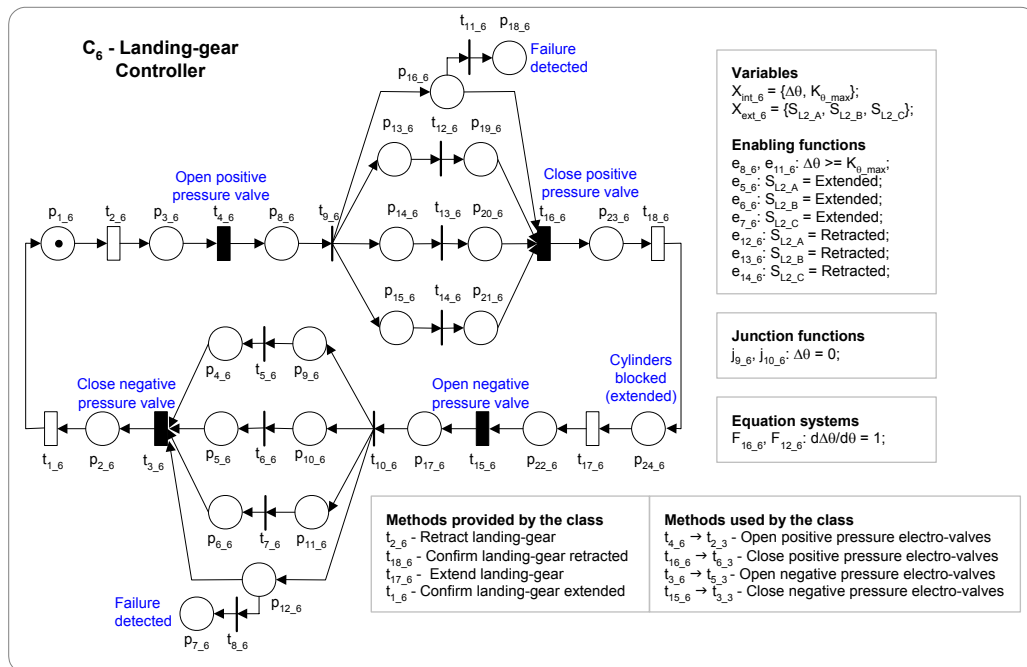 C6 - Landing-gear
Controller
t11_6
p18_6
Failure
detected
p16_6
p13_6
t12_6
p19_6
Open positive
pressure valve
Close positive
pressure valve
p1_6
t2_6
p3_6
t4_6
p8_6
t9_6
p14_6
t13_6
p20_6
t16_6
p23_6
t18_6
p15_6
t14_6
p21_6
p4_6
t5_6
p9_6
Close negative
pressure valve
Open negative
pressure valve
Cylinders
blocked
(extended)
t1_6
p2_6
t3_6
p5_6
t6_6
p10_6
t10_6
p17_6
t15_6
p22_6
t17_6
p24_6
p6_6
t7_6
p11_6
p12_6
Failure
detected
p7_6
t8_6
Variables
Xint_6 = {Δθ, Kθ_max};
Xext_6 = {SL2_A, SL2_B, SL2_C};
Enabling functions
e8_6, e11_6: Δθ >= Kθ_max;
e5_6: SL2_A = Extended;
e6_6: SL2_B = Extended;
e7_6: SL2_C = Extended;
e12_6: SL2_A = Retracted;
e13_6: SL2_B = Retracted;
e14_6: SL2_C = Retracted;
Junction functions
j9_6, j10_6: Δθ = 0;
Equation systems
F16_6, F12_6: dΔθ/dθ = 1;
Methods provided by the class
t2_6 - Retract landing-gear
t18_6 - Confirm landing-gear retracted
t17_6 - Extend landing-gear
t1_6 - Confirm landing-gear extended
Methods used by the class
t4_6 → t2_3 - Open positive pressure electro-valves
t16_6 → t6_3 - Close positive pressure electro-valves
t3_6 → t5_3 - Open negative pressure electro-valves
t15_6 → t3_3 - Close negative pressure electro-valves